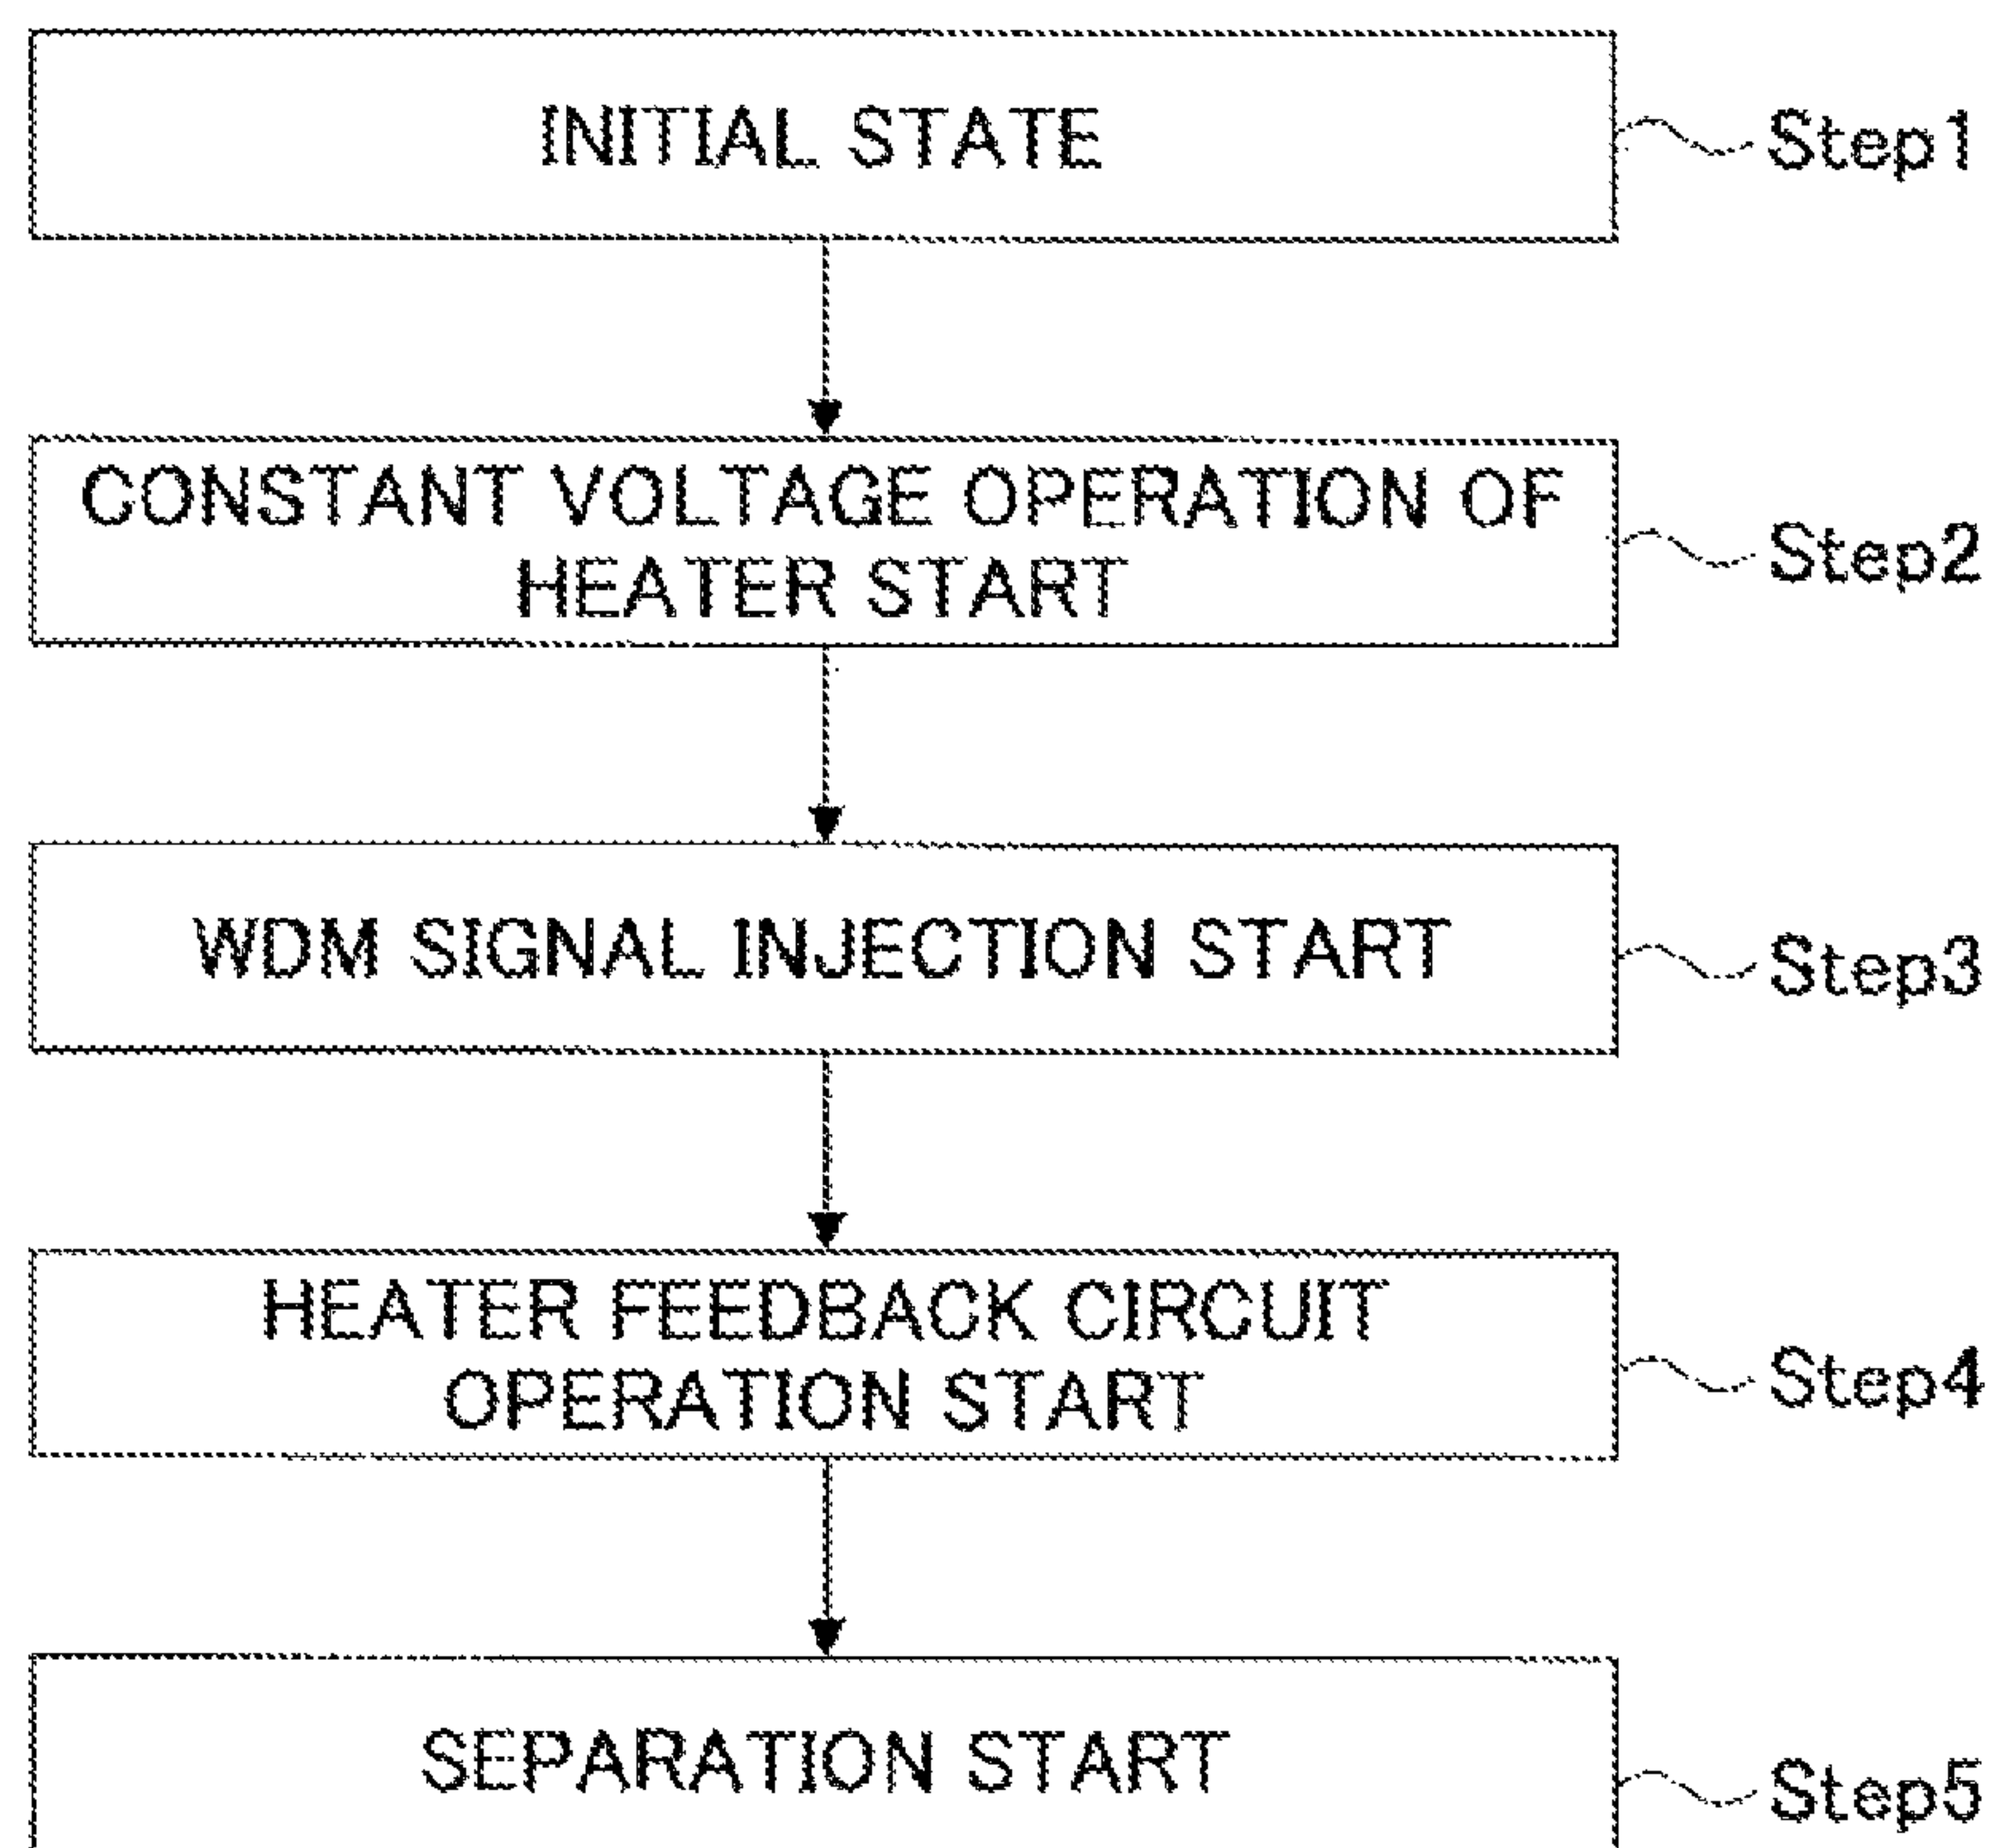 INITIAL STATE
Step1
CONSTANT VOLTAGE OPERATION OF
HEATER START
Step2
WDM SIGNAL INJECTION START
Step3
HEATER FEEDBACK CIRCUIT
OPERATION START
Step4
SEPARATION START
Step5